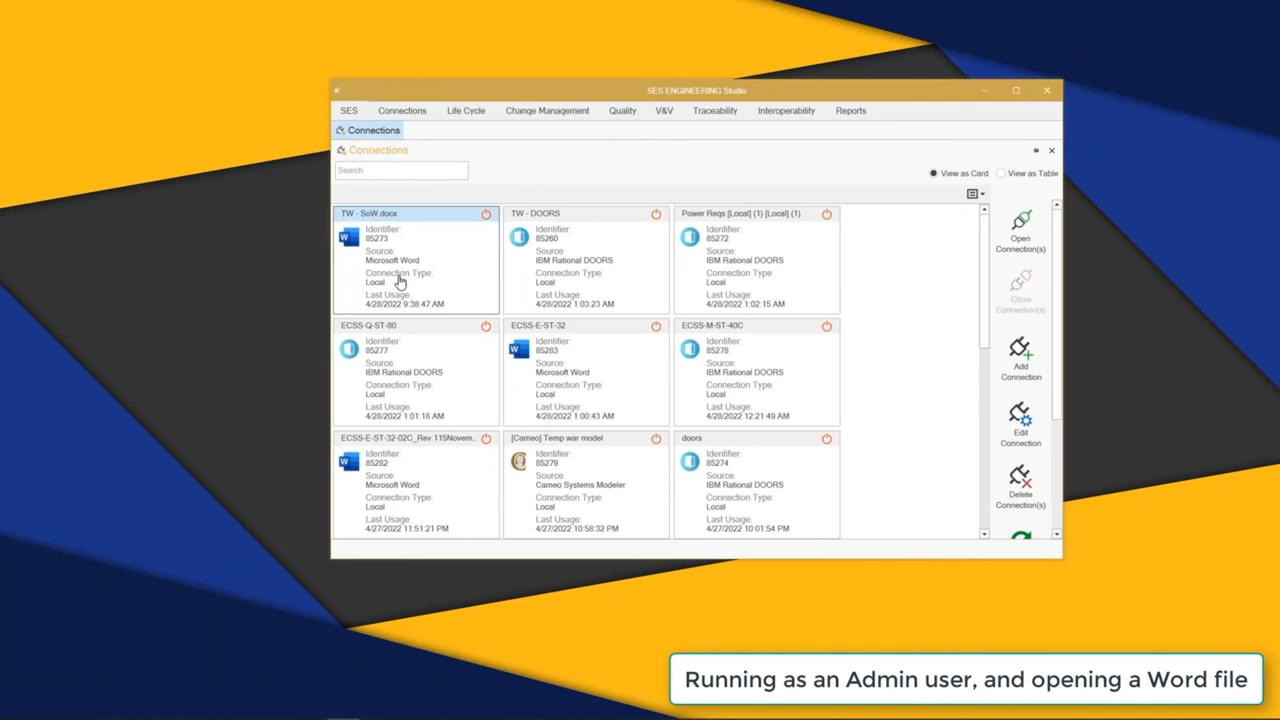 SES ENGINEERING Studio
SES Connections Life Cycle Change Management Quality V&V Traceability Interoperability Reports
Connections
Connections
Search
View as Card View as Table
TW - SoW docx
Identifier:
85273
Source:
Microsoft Word
Connection Type:
Local
Last Usage:
4/28/2022 9:38:47 AM
TW - DOORS
Identifier:
85260
Source:
IBM Rational DOORS
Connection Type:
Local
Last Usage:
4/28/2022 1:03:23 AM
Power Reqs [Local] (1) [Local] (1)
Identifier:
85272
Source:
IBM Rational DOORS
Connection Type:
Local
Last Usage:
4/28/2022 1:02:15 AM
ECSS-Q-ST-80
Identifier:
85277
Source:
IBM Rational DOORS
Connection Type:
Local
Last Usage:
4/28/2022 1:01:18 AM
ECSS-E-ST-32
Identifier:
85283
Source:
Microsoft Word
Connection Type:
Local
Last Usage:
4/28/2022 1:00:43 AM
ECSS-M-ST-40C
Identifier:
85278
Source:
IBM Rational DOORS
Connection Type:
Local
Last Usage:
4/28/2022 12:21:49 AM
ECSS-E-ST-32-02C_Rev.115Novem...
Identifier:
85282
Source:
Microsoft Word
Connection Type:
Local
Last Usage:
4/27/2022 11:51:21 PM
[Cameo] Temp war model
Identifier:
85279
Source:
Cameo Systems Modeler
Connection Type:
Local
Last Usage:
4/27/2022 10:58:32 PM
doors
Identifier:
85274
Source:
IBM Rational DOORS
Connection Type:
Local
Last Usage:
4/27/2022 10:01:54 PM
Open
Connection(s)
Close
Connection(s)
Add
Connection
Edit
Connection
Delete
Connection(s)
Running as an Admin user, and opening a Word file